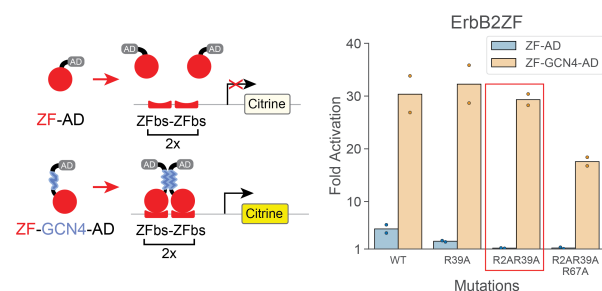 AD
AD
AD
ZF-AD
ZFbs-ZFbs
2x
Citrine
AD
AD
AD
ZF-GCN4-AD
ZFbs-ZFbs
2x
Citrine
ErbB2ZF
ZF-AD
ZF-GCN4-AD
Fold Activation
40
30
20
10
1
WT
R39A
R2AR39A
R2AR39A
R67A
Mutations